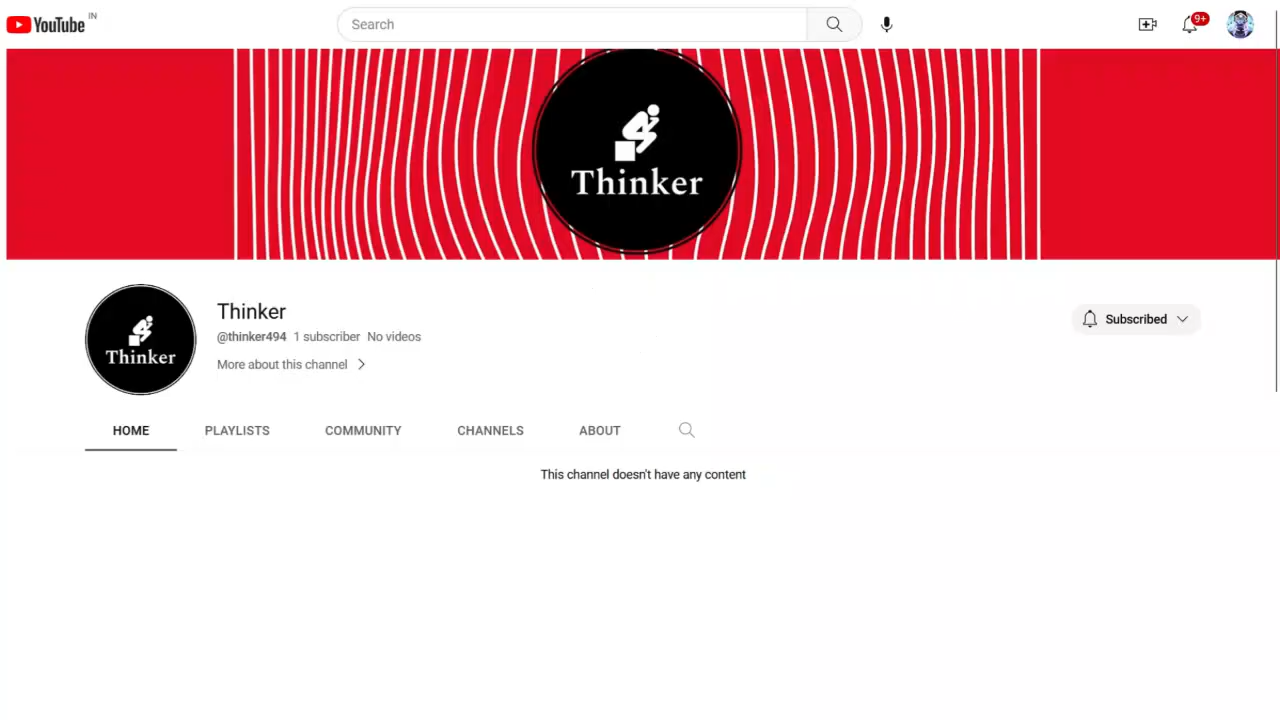 YouTube IN
Search
9+
Thinker
Thinker
Thinker
@thinker494 1 subscriber No videos
More about this channel
Subscribed
HOME PLAYLISTS COMMUNITY CHANNELS ABOUT
This channel doesn't have any content